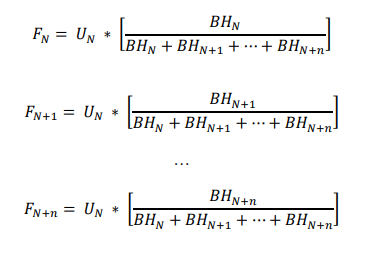 F_N = U_N * [BH_N / (BH_N + BH_{N+1} + ⋯ + BH_{N+n})]
F_{N+1} = U_N * [BH_{N+1} / (BH_N + BH_{N+1} + ⋯ + BH_{N+n})]
…
F_{N+n} = U_N * [BH_{N+n} / (BH_N + BH_{N+1} + ⋯ + BH_{N+n})]